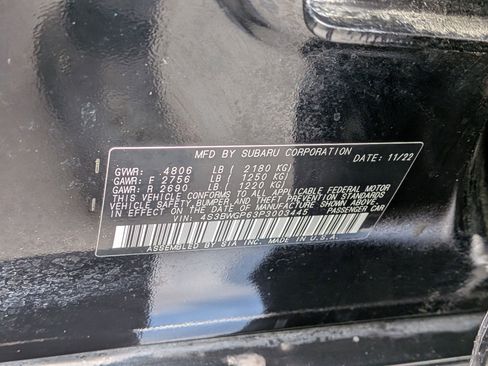 MFD BY SUBARU CORPORATION DATE: 11/22
GVWR: 4806 LB ( 2180 KG)
GAWR: F 2756 LB ( 1250 KG)
GAWR: R 2690 LB ( 1220 KG)
THIS VEHICLE CONFORMS TO ALL APPLICABLE FEDERAL MOTOR
VEHICLE SAFETY, BUMPER, AND THEFT PREVENTION STANDARDS
IN EFFECT ON THE DATE OF MANUFACTURE SHOWN ABOVE.
VIN: 4S3BWGP63P3003445 PASSENGER CAR
ASSEMBLED BY SIA INC. MADE IN U.S.A.